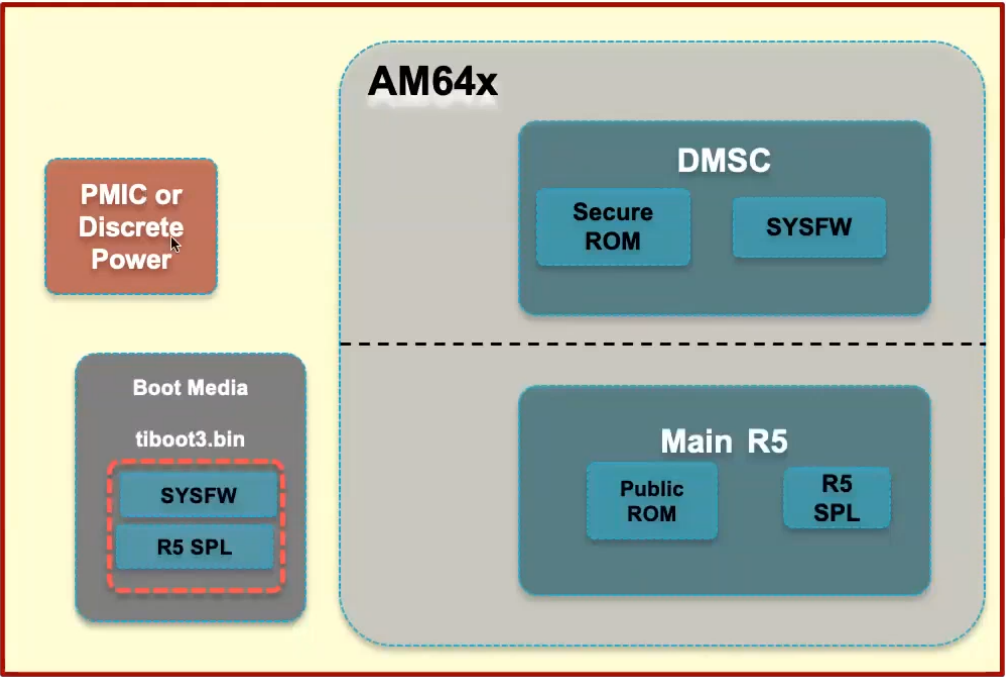 AM64x
DMSC
Secure
ROM
SYSFW
PMIC or
Discrete
Power
Boot Media
tiboot3.bin
SYSFW
R5 SPL
Main R5
Public
ROM
R5
SPL